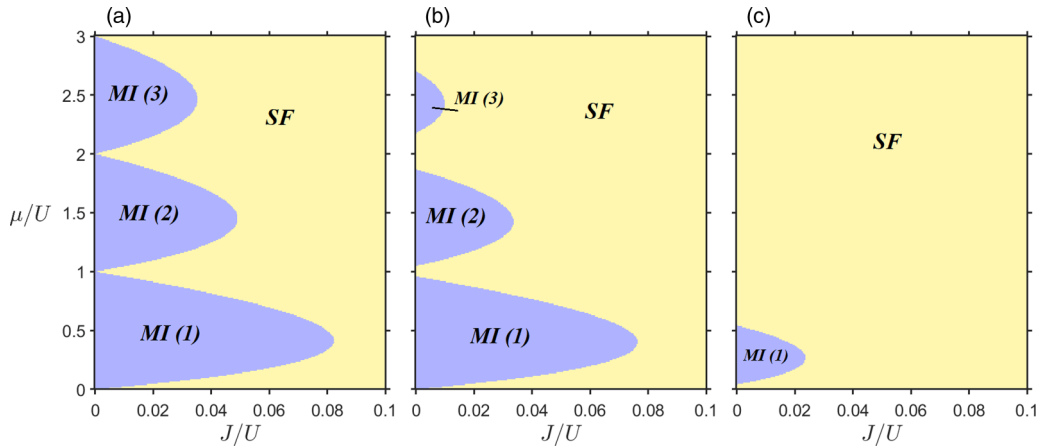 (a) (b) (c)
3
2.5
2
μ/U 1.5
1
0.5
0
MI (3)
SF
MI (2)
MI (1)
0 0.02 0.04 0.06 0.08 0.1
J/U
MI (3)
SF
MI (2)
MI (1)
0 0.02 0.04 0.06 0.08 0.1
J/U
SF
MI (1)
0 0.02 0.04 0.06 0.08 0.1
J/U